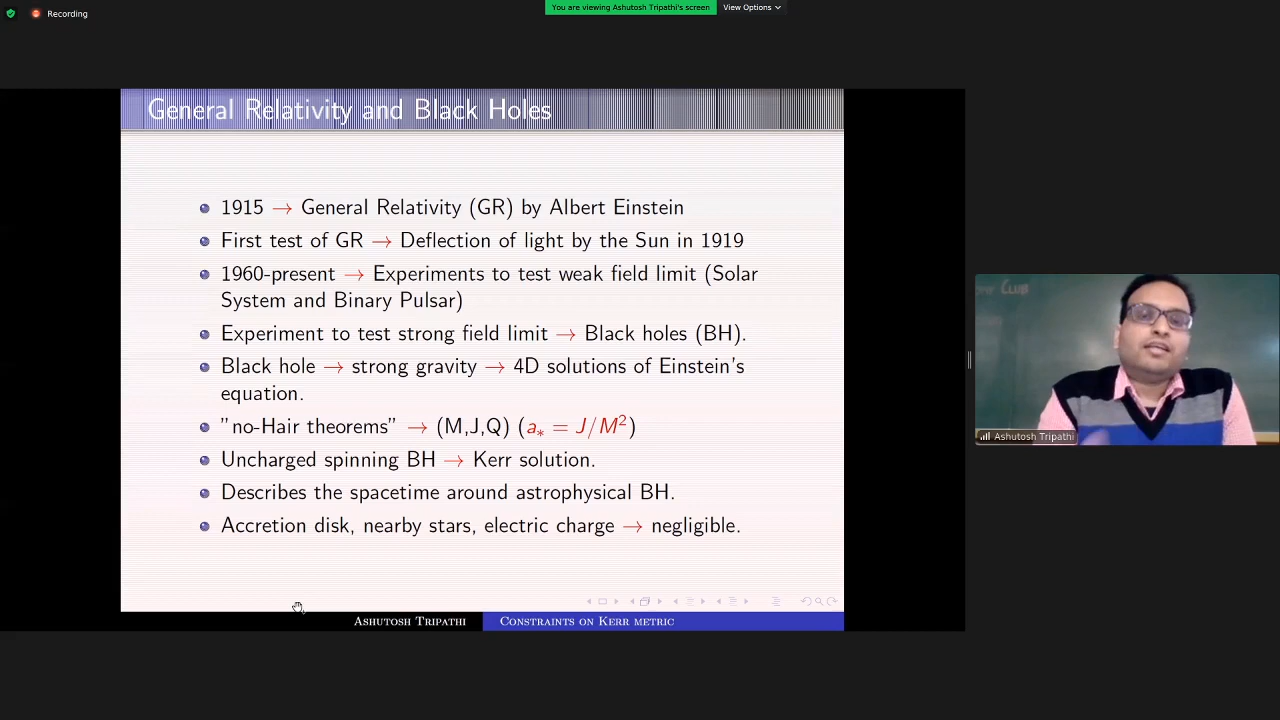 Recording
You are viewing Ashutosh Tripathi's screen
View Options
General Relativity and Black Holes
1915 → General Relativity (GR) by Albert Einstein
First test of GR → Deflection of light by the Sun in 1919
1960-present → Experiments to test weak field limit (Solar
System and Binary Pulsar)
Experiment to test strong field limit → Black holes (BH).
Black hole → strong gravity → 4D solutions of Einstein's
equation.
"no-Hair theorems" → (M,J,Q) (a* = J/M²)
Uncharged spinning BH → Kerr solution.
Describes the spacetime around astrophysical BH.
Accretion disk, nearby stars, electric charge → negligible.
Ashutosh Tripathi
Constraints on Kerr metric
Club
Ashutosh Tripathi